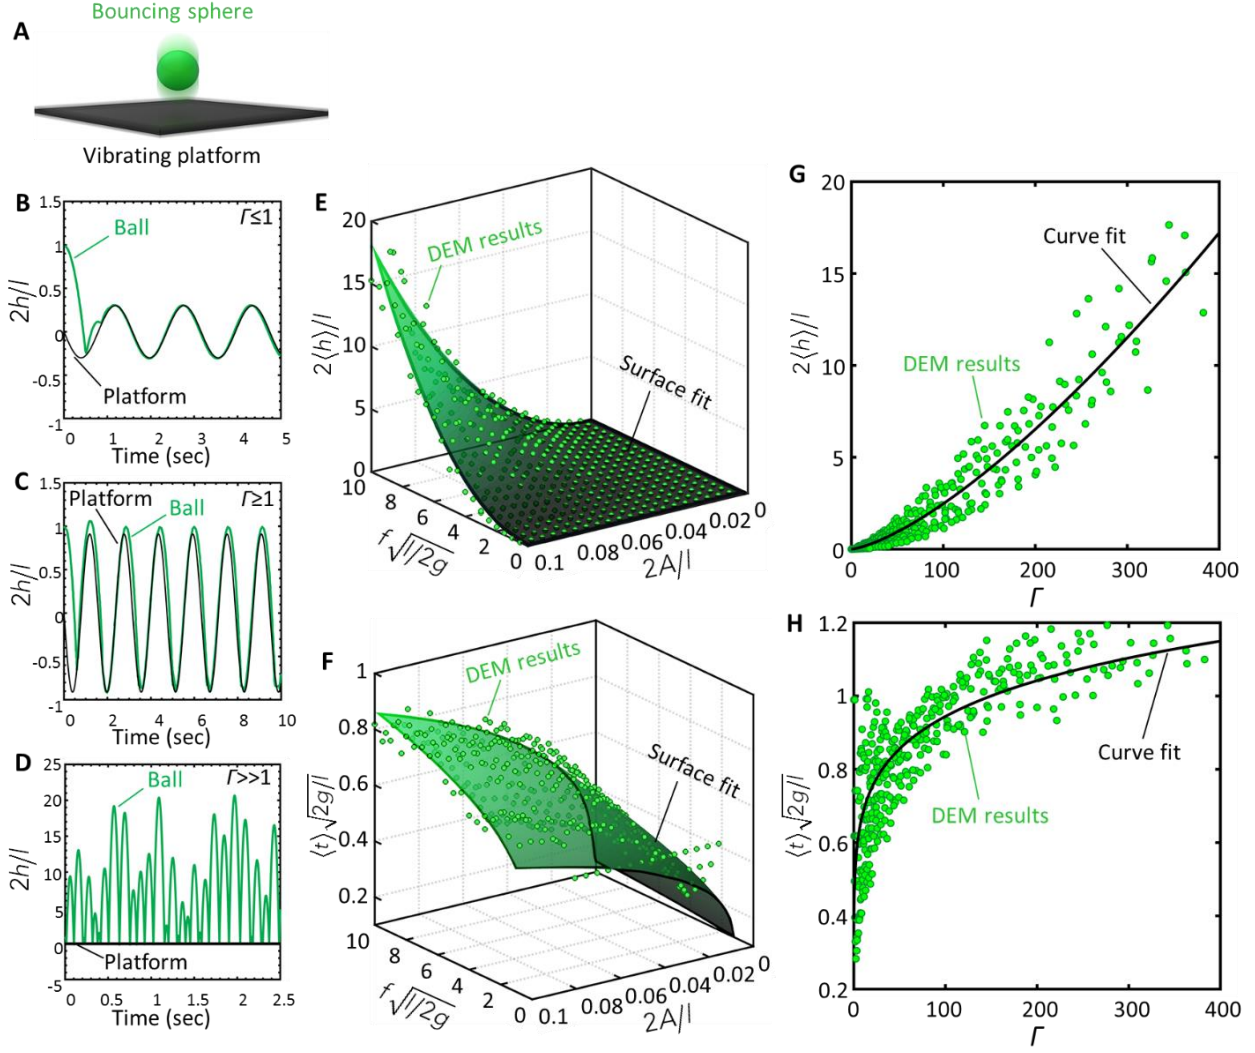 A
Bouncing sphere
Vibrating platform
B
Γ≤1
Ball
Platform
2h/l
1.5
1
0.5
0
-0.5
-1
0 1 2 3 4 5
Time (sec)
C
Platform
Γ≥1
Ball
2h/l
1
0.5
0
-0.5
-1
0 2 4 6 8 10
Time (sec)
D
Γ>>1
Ball
Platform
2h/l
25
20
15
10
5
0
-5
0 0.5 1 1.5 2 2.5
Time (sec)
E
DEM results
Surface fit
2⟨h⟩/l
20
15
10
5
0
10 8 6 4 2 0
f√l/2g
0.1 0.08 0.06 0.04 0.02 0
2A/l
F
DEM results
Surface fit
⟨t⟩√2g/l
1
0.8
0.6
0.4
0.2
10 8 6 4 2 0
f√l/2g
0.1 0.08 0.06 0.04 0.02 0
2A/l
G
Curve fit
DEM results
2⟨h⟩/l
20
15
10
5
0
0 100 200 300 400
Γ
H
Curve fit
DEM results
⟨t⟩√2g/l
1.2
1
0.8
0.6
0.4
0.2
0 100 200 300 400
Γ